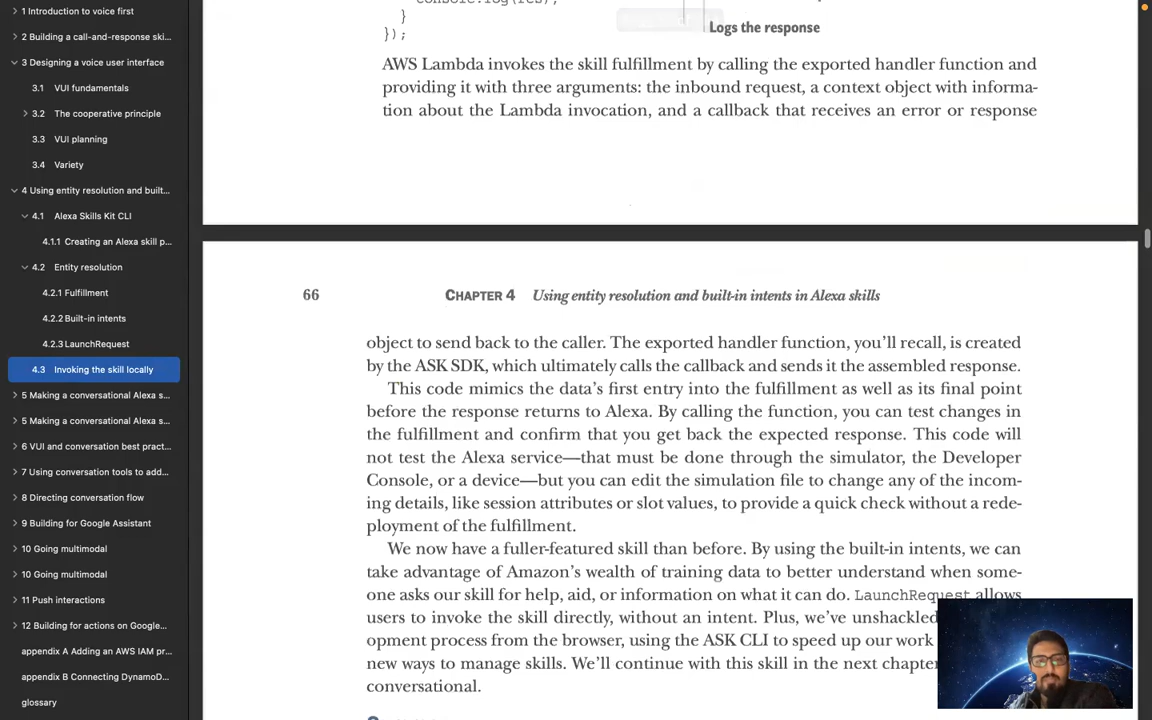 1 Introduction to voice first
2 Building a call-and-response ski...
3 Designing a voice user interface
3.1 VUI fundamentals
3.2 The cooperative principle
3.3 VUI planning
3.4 Variety
4 Using entity resolution and built...
4.1 Alexa Skills Kit CLI
4.1.1 Creating an Alexa skill p...
4.2 Entity resolution
4.2.1 Fulfillment
4.2.2 Built-in intents
4.2.3 LaunchRequest
4.3 Invoking the skill locally
5 Making a conversational Alexa s...
5 Making a conversational Alexa s...
6 VUI and conversation best pract...
7 Using conversation tools to add...
8 Directing conversation flow
9 Building for Google Assistant
10 Going multimodal
10 Going multimodal
11 Push interactions
12 Building for actions on Google...
appendix A Adding an AWS IAM pr...
appendix B Connecting DynamoD...
glossary
}
});
Logs the response
AWS Lambda invokes the skill fulfillment by calling the exported handler function and
providing it with three arguments: the inbound request, a context object with informa-
tion about the Lambda invocation, and a callback that receives an error or response
66 CHAPTER 4 Using entity resolution and built-in intents in Alexa skills
object to send back to the caller. The exported handler function, you'll recall, is created
by the ASK SDK, which ultimately calls the callback and sends it the assembled response.
This code mimics the data's first entry into the fulfillment as well as its final point
before the response returns to Alexa. By calling the function, you can test changes in
the fulfillment and confirm that you get back the expected response. This code will
not test the Alexa service—that must be done through the simulator, the Developer
Console, or a device—but you can edit the simulation file to change any of the incom-
ing details, like session attributes or slot values, to provide a quick check without a rede-
ployment of the fulfillment.
We now have a fuller-featured skill than before. By using the built-in intents, we can
take advantage of Amazon's wealth of training data to better understand when some-
one asks our skill for help, aid, or information on what it can do. LaunchRequest allows
users to invoke the skill directly, without an intent. Plus, we've unshackled
opment process from the browser, using the ASK CLI to speed up our work
new ways to manage skills. We'll continue with this skill in the next chapter
conversational.